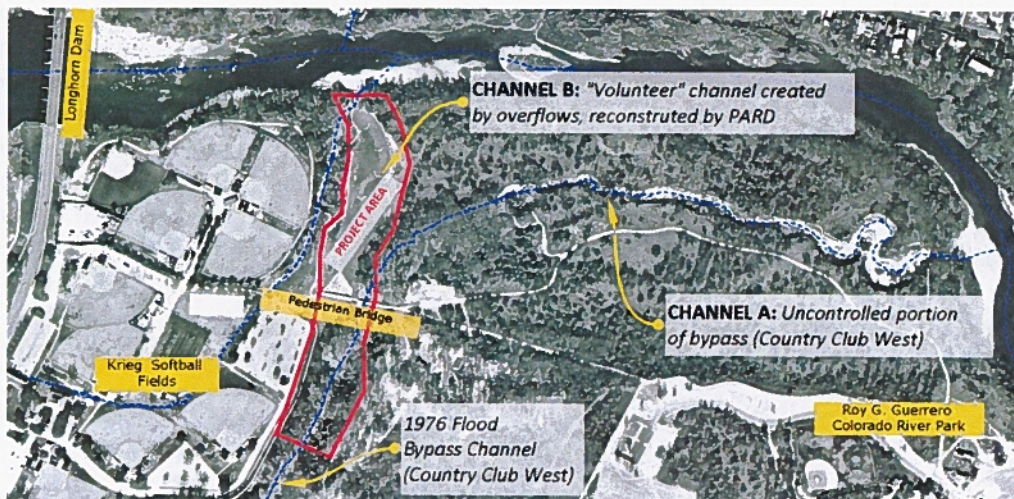 Longhorn Dam
CHANNEL B: "Volunteer" channel created
by overflows, reconstruted by PARD
PROJECT AREA
Pedestrian Bridge
CHANNEL A: Uncontrolled portion
of bypass (Country Club West)
Krieg Softball
Fields
1976 Flood
Bypass Channel
(Country Club West)
Roy G. Guerrero
Colorado River Park